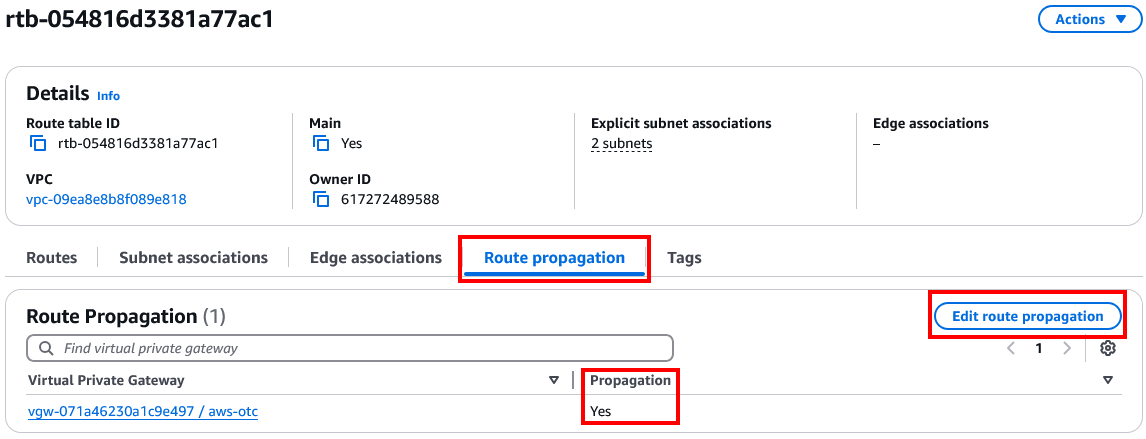 rtb-054816d3381a77ac1
Actions
Details Info
Route table ID
rtb-054816d3381a77ac1
Main
Yes
Explicit subnet associations
2 subnets
Edge associations
–
VPC
vpc-09ea8e8b8f089e818
Owner ID
617272489588
Routes
Subnet associations
Edge associations
Route propagation
Tags
Route Propagation (1)
Edit route propagation
Find virtual private gateway
1
Virtual Private Gateway
Propagation
vgw-071a46230a1c9e497 / aws-otc
Yes